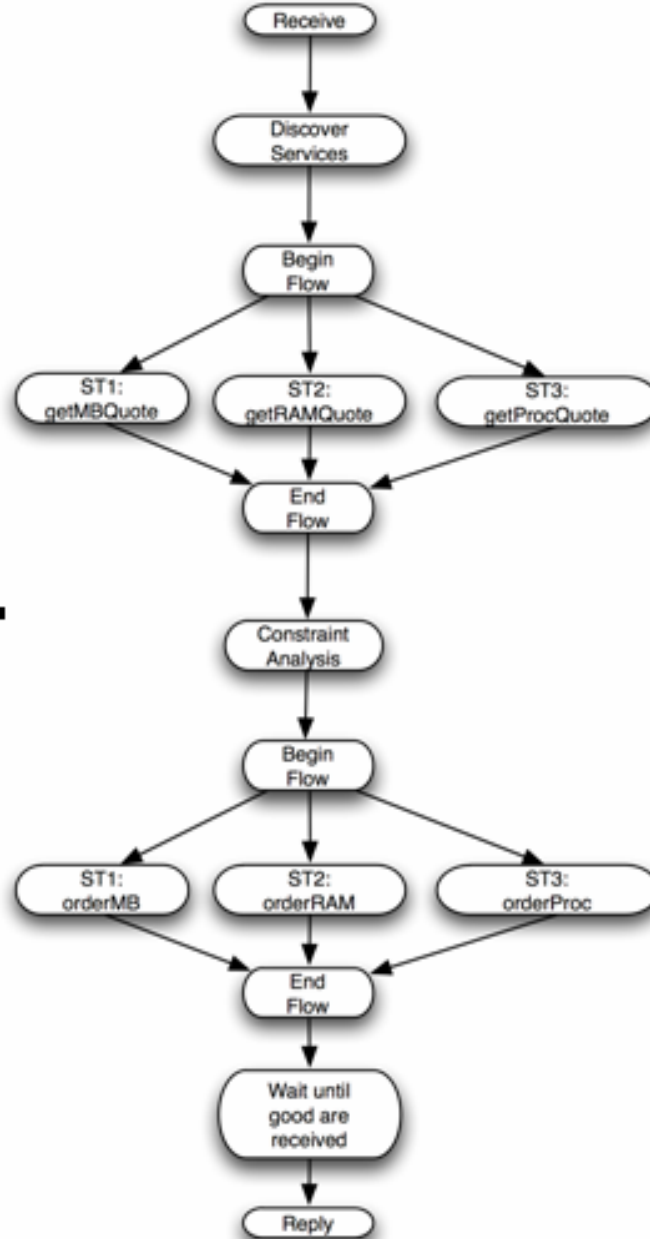 Receive
Discover
Services
Begin
Flow
ST1:
getMBQuote
ST2:
getRAMQuote
ST3:
getProcQuote
End
Flow
Constraint
Analysis
Begin
Flow
ST1:
orderMB
ST2:
orderRAM
ST3:
orderProc
End
Flow
Wait until
good are
received
Reply